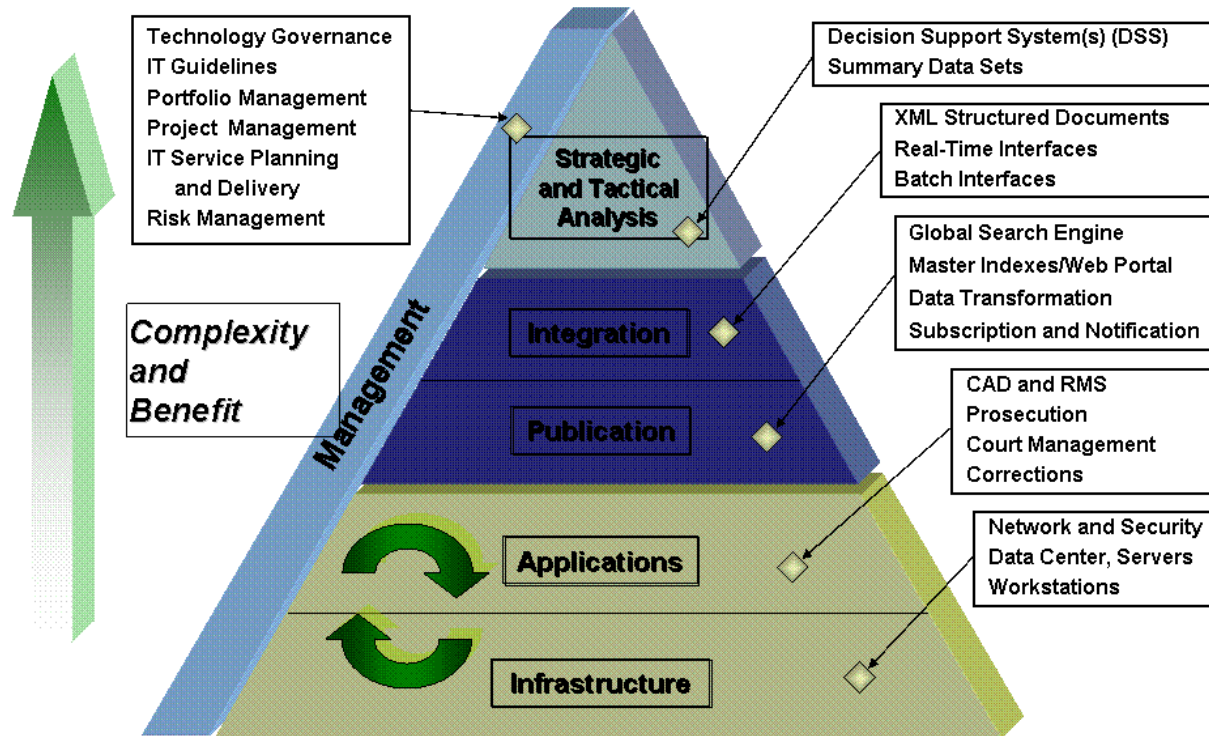 Technology Governance
IT Guidelines
Portfolio Management
Project Management
IT Service Planning
and Delivery
Risk Management
Decision Support System(s) (DSS)
Summary Data Sets
XML Structured Documents
Real-Time Interfaces
Batch Interfaces
Global Search Engine
Master Indexes/Web Portal
Data Transformation
Subscription and Notification
CAD and RMS
Prosecution
Court Management
Corrections
Network and Security
Data Center, Servers
Workstations
Complexity
and
Benefit
Management
Strategic
and Tactical
Analysis
Integration
Publication
Applications
Infrastructure